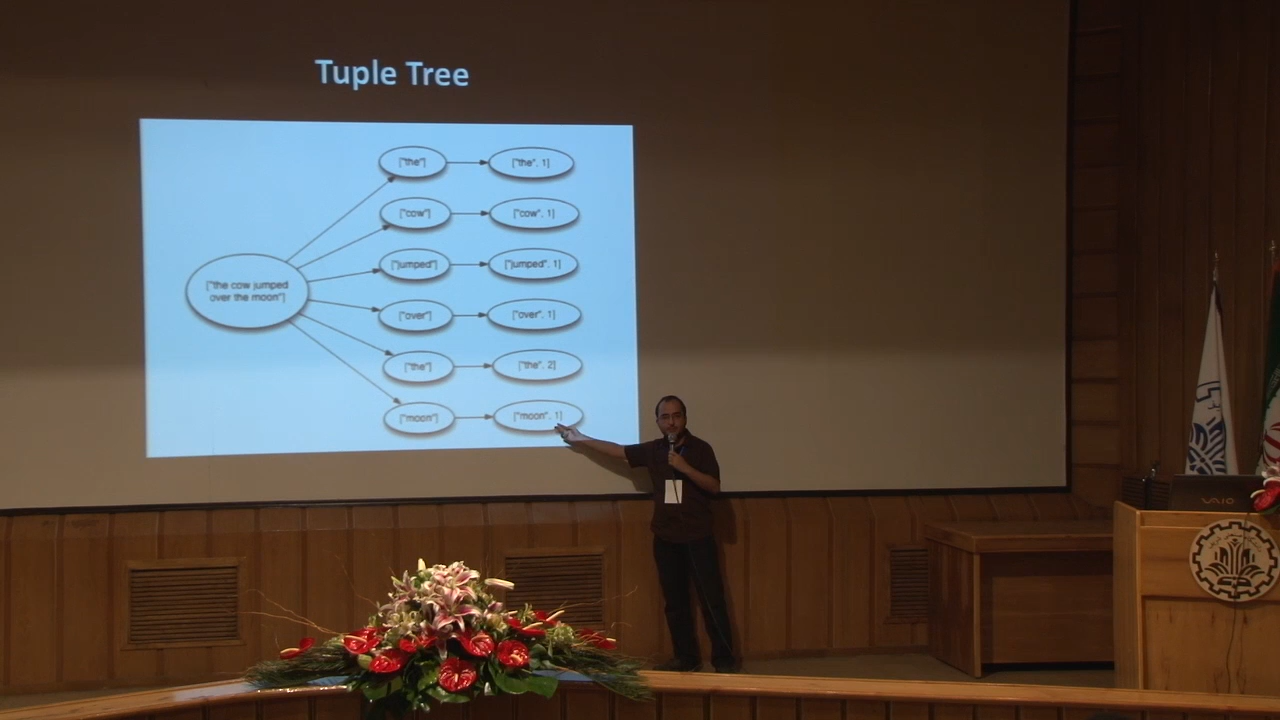 Tuple Tree
["the"]
["the". 1]
["cow"]
["cow". 1]
["the cow jumped
over the moon"]
["jumped"]
["jumped". 1]
["over"]
["over". 1]
["the"]
["the". 2]
["moon"]
["moon". 1]
VAIO